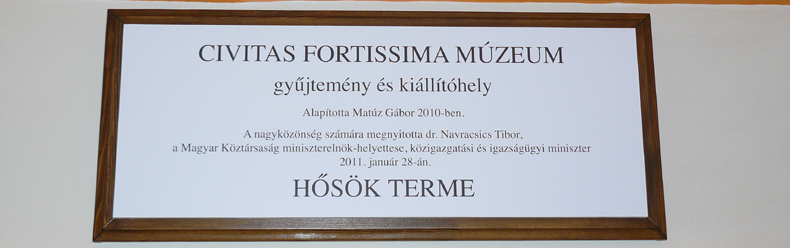 CIVITAS FORTISSIMA MÚZEUM
gyűjtemény és kiállítóhely
Alapította Matúz Gábor 2010-ben.
A nagyközönség számára megnyitotta dr. Navracsics Tibor,
a Magyar Köztársaság miniszterelnök-helyettese, közigazgatási és igazságügyi miniszter
2011. január 28-án.
HŐSÖK TERME